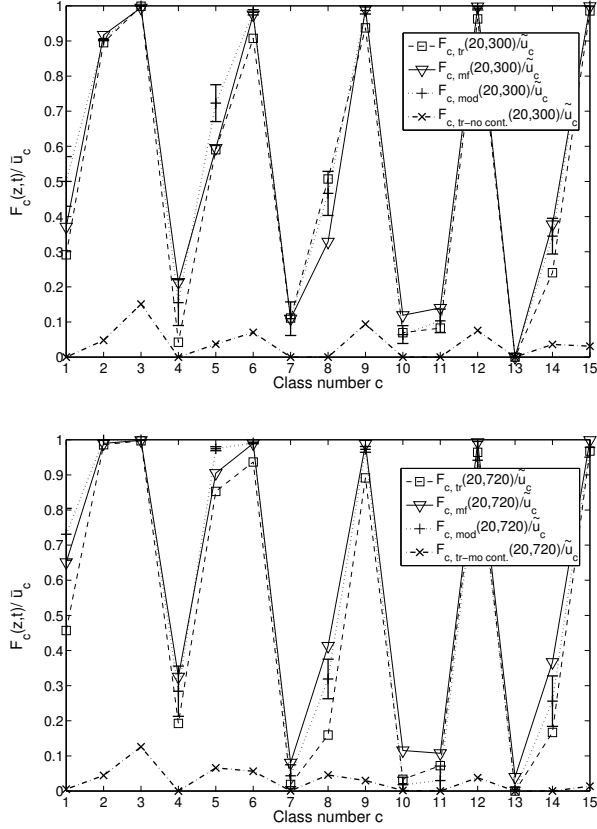 1
0.9
0.8
0.7
0.6
0.5
0.4
0.3
0.2
0.1
0
F_c(z,t)/ ū_c
F_c, tr(20,300)/ũ_c
F_c, mf(20,300)/ũ_c
F_c, mod(20,300)/ũ_c
F_c, tr−no cont.(20,300)/ũ_c
1 2 3 4 5 6 7 8 9 10 11 12 13 14 15
Class number c
1
0.9
0.8
0.7
0.6
0.5
0.4
0.3
0.2
0.1
0
F_c(z,t)/ ū_c
F_c, tr(20,720)/ũ_c
F_c, mf(20,720)/ũ_c
F_c, mod(20,720)/ũ_c
F_c, tr−mo cont.(20,720)/ũ_c
1 2 3 4 5 6 7 8 9 10 11 12 13 14 15
Class number c